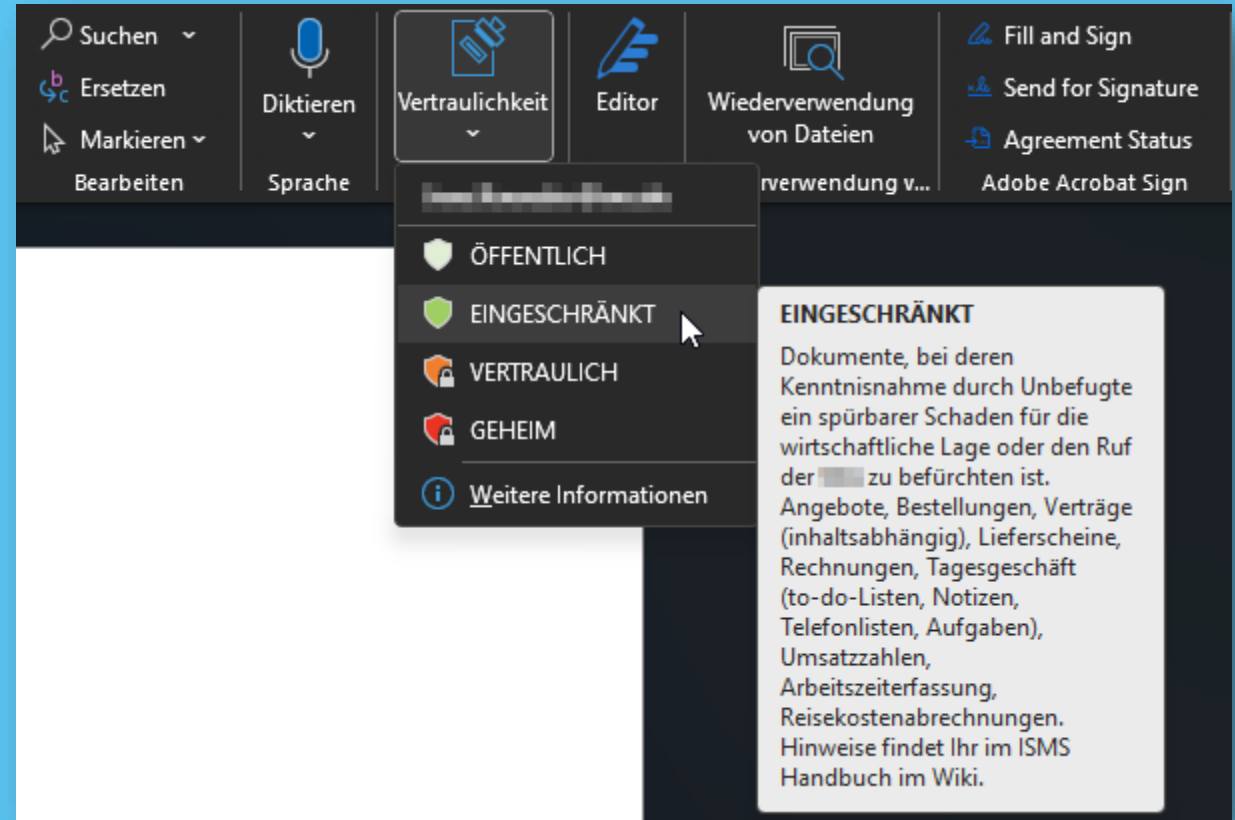 Suchen
Ersetzen
Markieren
Bearbeiten
Diktieren
Sprache
Vertraulichkeit
Editor
Wiederverwendung
von Dateien
rverwendung v...
Fill and Sign
Send for Signature
Agreement Status
Adobe Acrobat Sign
ÖFFENTLICH
EINGESCHRÄNKT
VERTRAULICH
GEHEIM
Weitere Informationen
EINGESCHRÄNKT
Dokumente, bei deren
Kenntnisnahme durch Unbefugte
ein spürbarer Schaden für die
wirtschaftliche Lage oder den Ruf
der zu befürchten ist.
Angebote, Bestellungen, Verträge
(inhaltsabhängig), Lieferscheine,
Rechnungen, Tagesgeschäft
(to-do-Listen, Notizen,
Telefonlisten, Aufgaben),
Umsatzzahlen,
Arbeitszeiterfassung,
Reisekostenabrechnungen.
Hinweise findet Ihr im ISMS
Handbuch im Wiki.